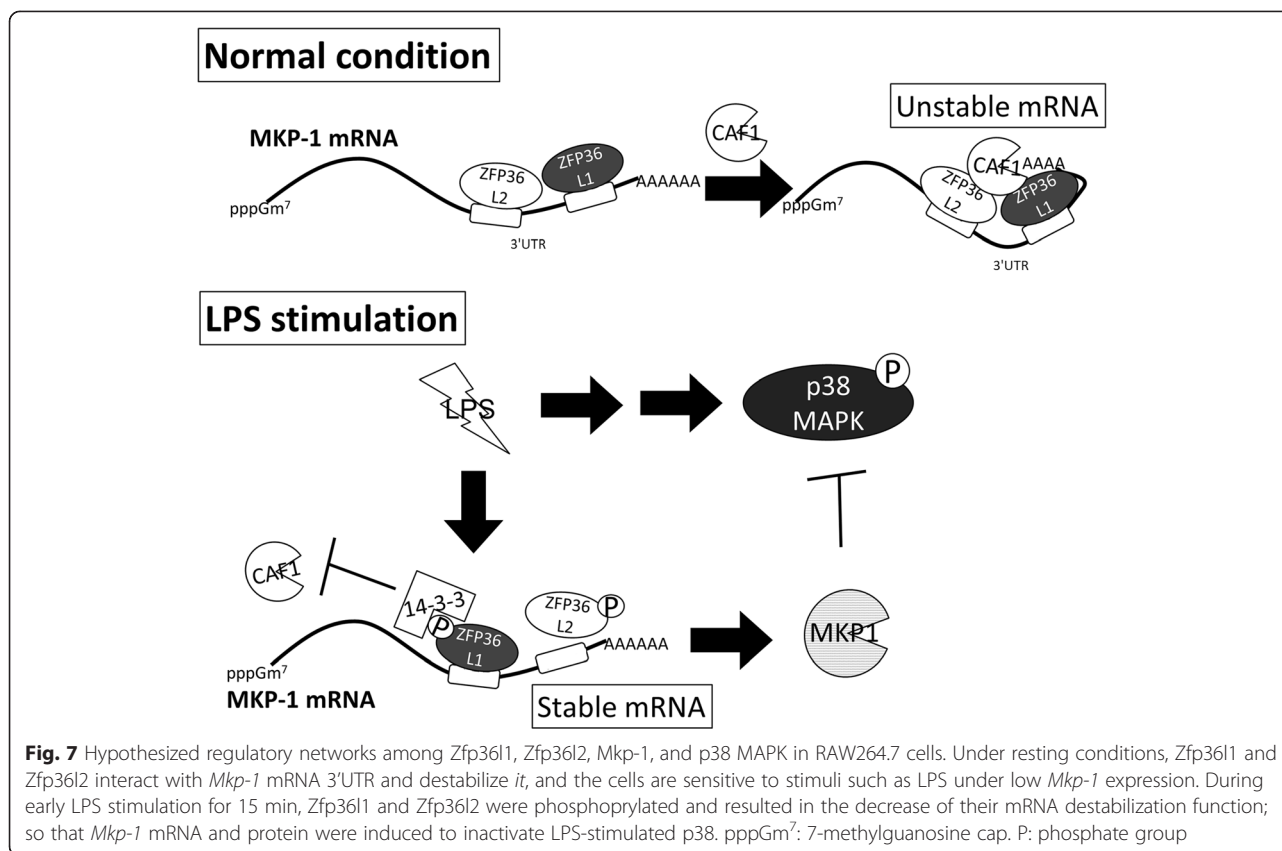 Normal condition
MKP-1 mRNA
pppGm⁷
ZFP36
L2
ZFP36
L1
AAAAAA
3'UTR
CAF1
Unstable mRNA
pppGm⁷
ZFP36
L2
CAF1
AAAA
ZFP36
L1
3'UTR
LPS stimulation
LPS
p38
MAPK
P
CAF1
14-3-3
P
ZFP36
L1
ZFP36
L2
P
AAAAAA
pppGm⁷
MKP-1 mRNA
Stable mRNA
MKP1
Fig. 7 Hypothesized regulatory networks among Zfp36l1, Zfp36l2, Mkp-1, and p38 MAPK in RAW264.7 cells. Under resting conditions, Zfp36l1 and
Zfp36l2 interact with Mkp-1 mRNA 3'UTR and destabilize it, and the cells are sensitive to stimuli such as LPS under low Mkp-1 expression. During
early LPS stimulation for 15 min, Zfp36l1 and Zfp36l2 were phosphoprylated and resulted in the decrease of their mRNA destabilization function;
so that Mkp-1 mRNA and protein were induced to inactivate LPS-stimulated p38. pppGm⁷: 7-methylguanosine cap. P: phosphate group